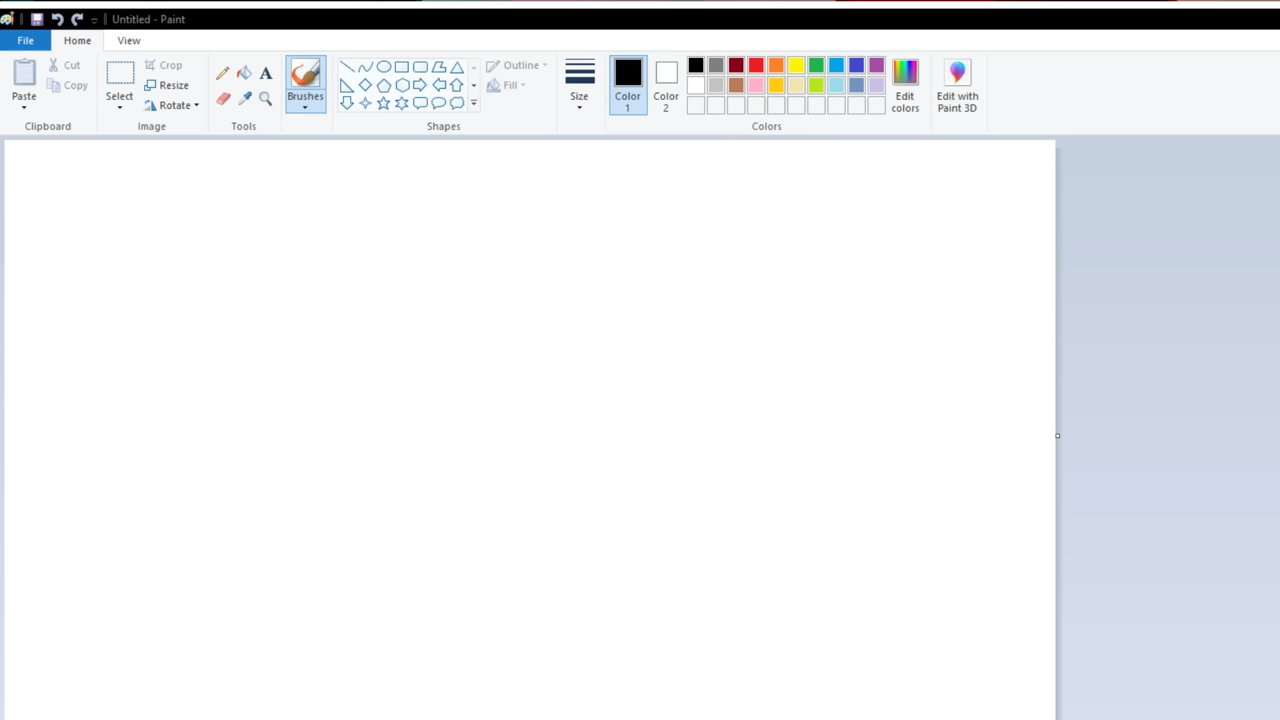 Untitled - Paint
File Home View
Paste
Cut
Copy
Clipboard
Select
Crop
Resize
Rotate
Image
A
Tools
Brushes
Shapes
Outline
Fill
Size
Color 1
Color 2
Colors
Edit colors
Edit with Paint 3D